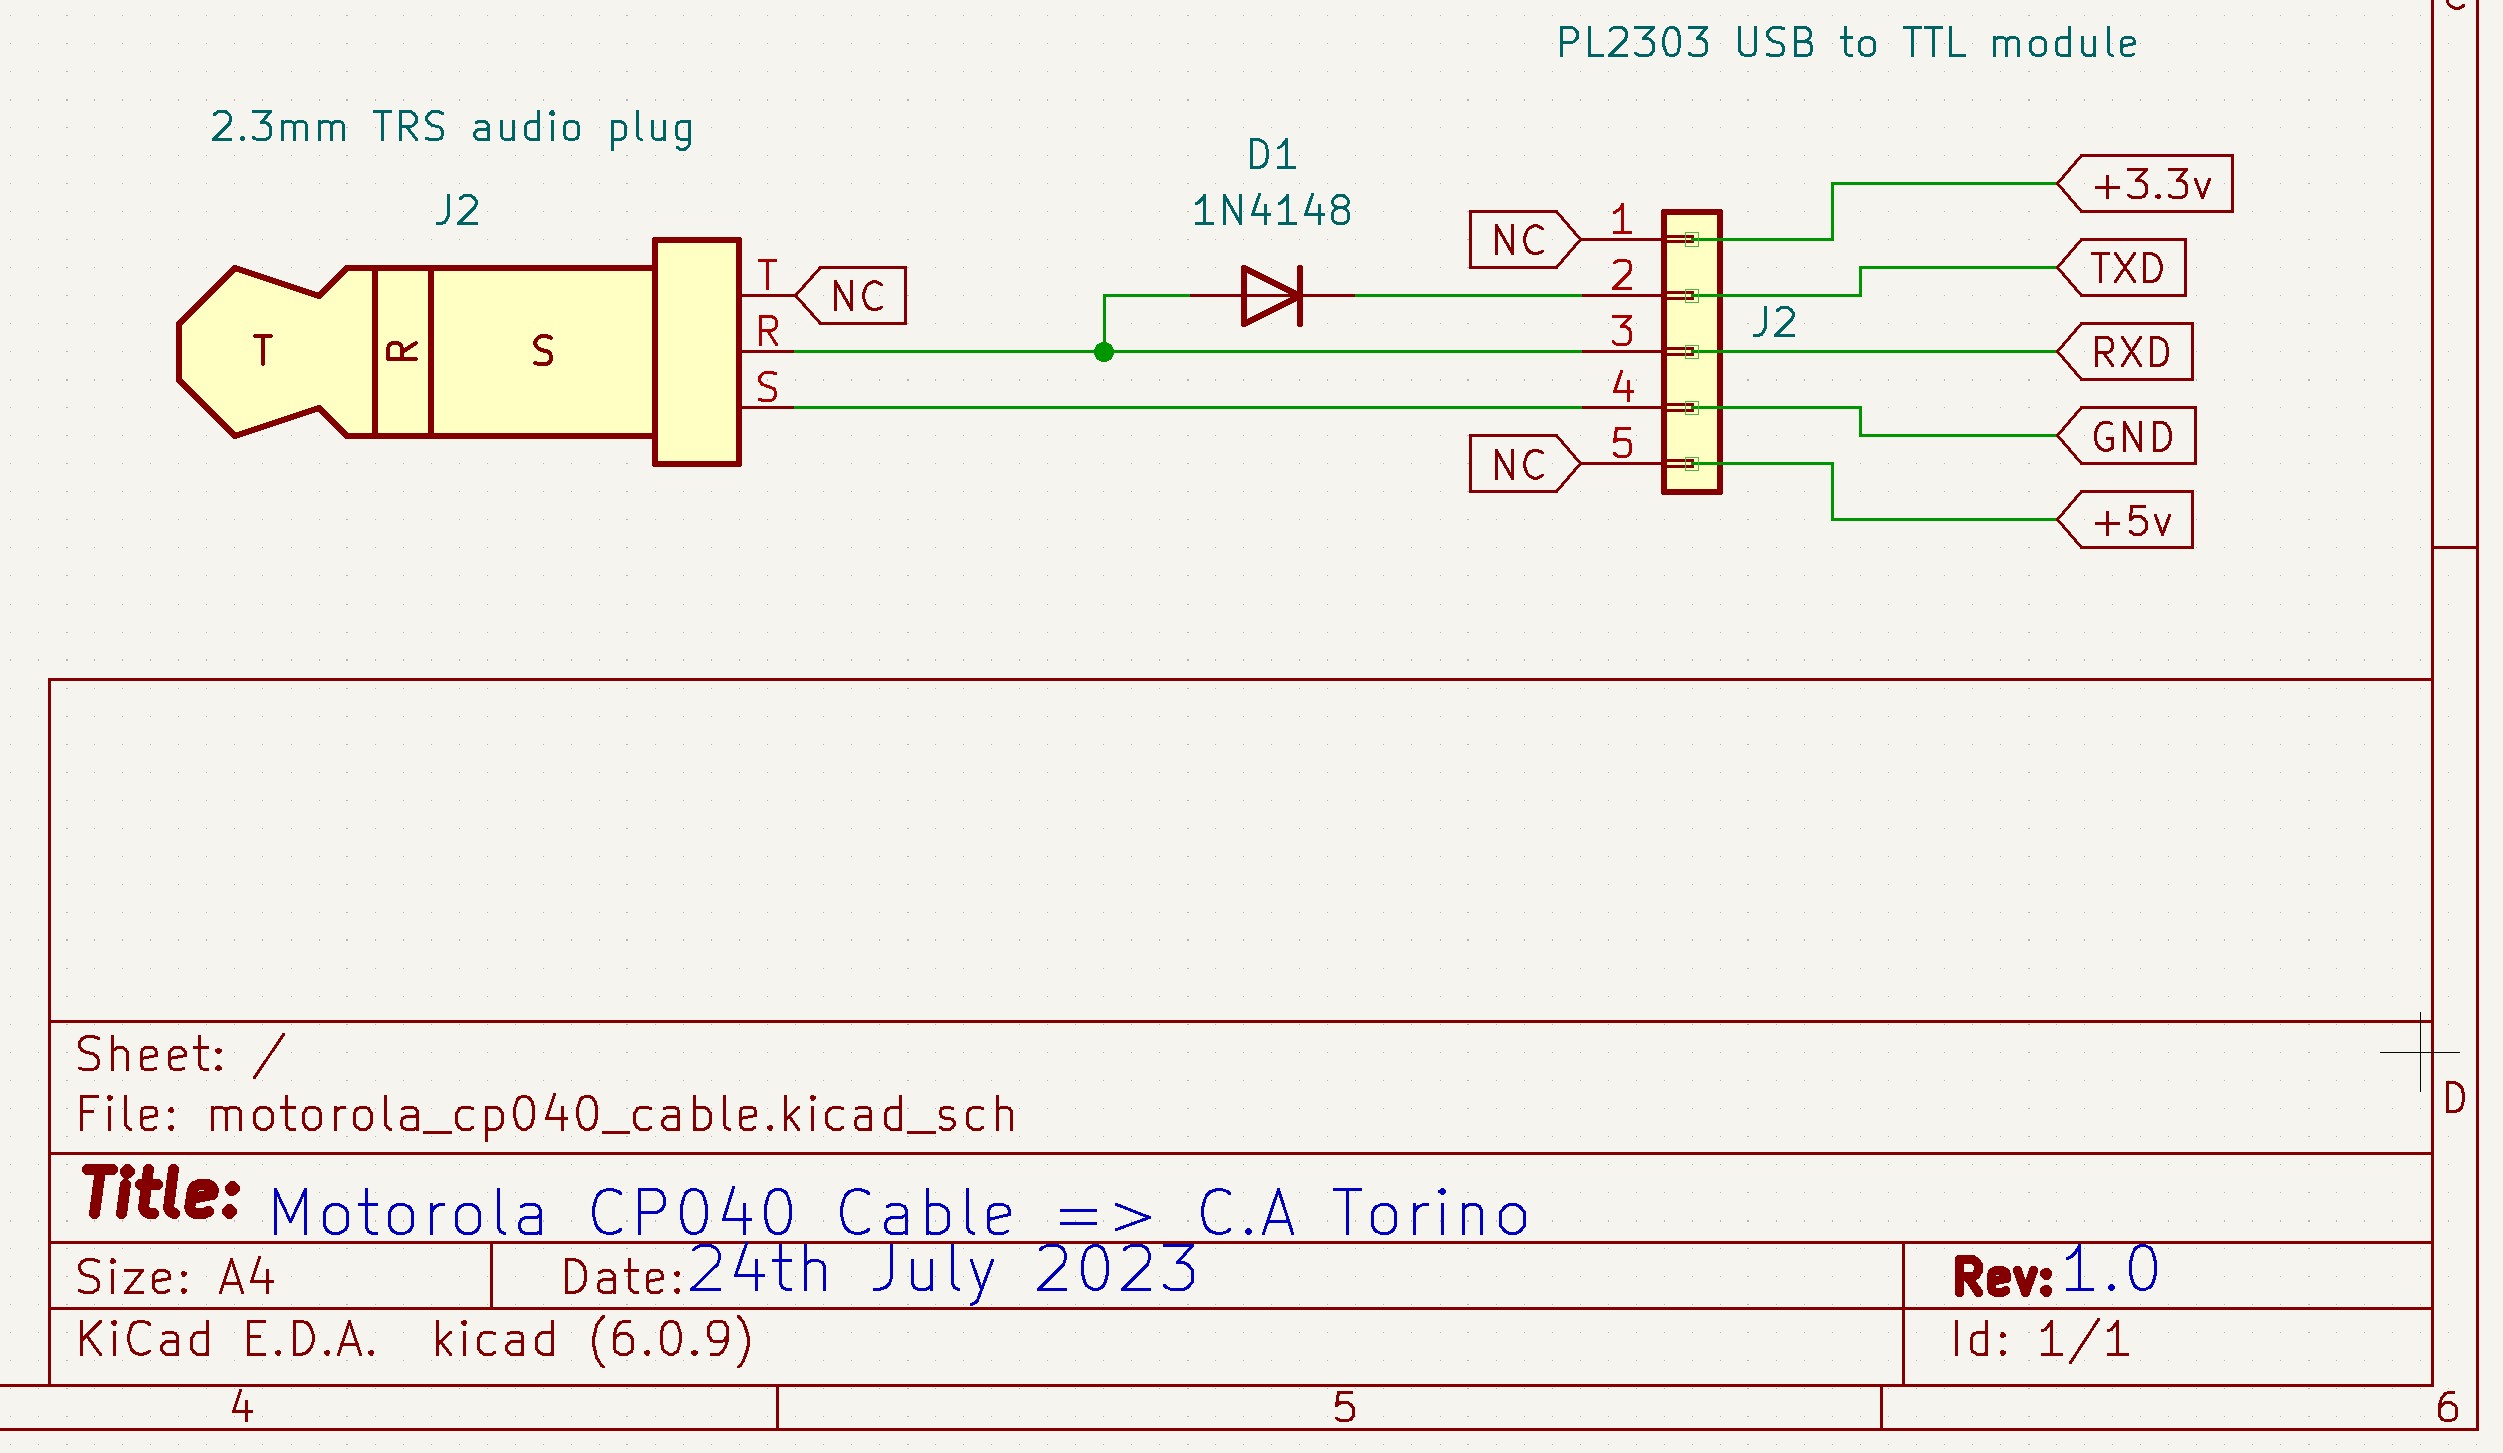 C
PL2303 USB to TTL module
2.3mm TRS audio plug
J2
D1
1N4148
T
R
S
T
NC
R
S
NC
1
2
3
4
5
NC
J2
+3.3v
TXD
RXD
GND
+5v
Sheet: /
File: motorola_cp040_cable.kicad_sch
D
Title: Motorola CP040 Cable => C.A Torino
Size: A4
Date: 24th July 2023
Rev: 1.0
KiCad E.D.A. kicad (6.0.9)
Id: 1/1
4
5
6